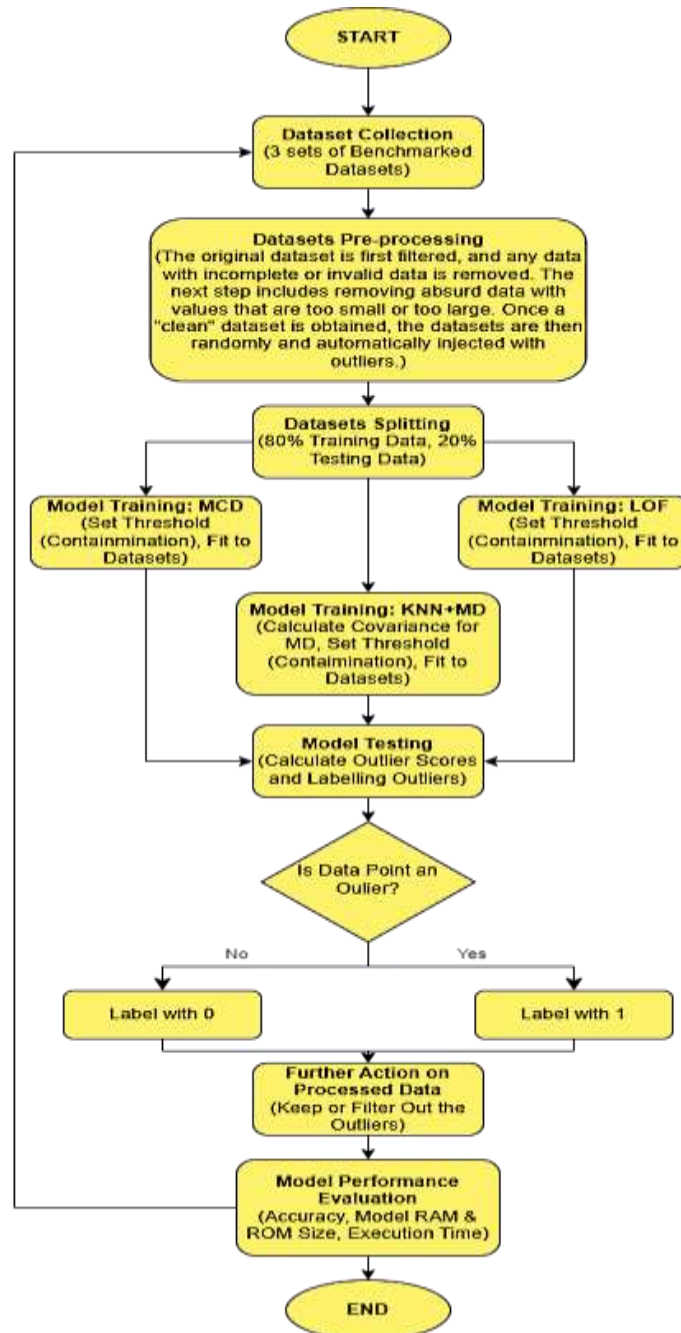 START
Dataset Collection
(3 sets of Benchmarked
Datasets)
Datasets Pre-processing
(The original dataset is first filtered, and any data
with incomplete or invalid data is removed. The
next step includes removing absurd data with
values that are too small or too large. Once a
"clean" dataset is obtained, the datasets are then
randomly and automatically injected with
outliers.)
Datasets Splitting
(80% Training Data, 20%
Testing Data)
Model Training: MCD
(Set Threshold
(Containmination), Fit to
Datasets)
Model Training: LOF
(Set Threshold
(Containmination), Fit to
Datasets)
Model Training: KNN+MD
(Calculate Covariance for
MD, Set Threshold
(Contaimination), Fit to
Datasets)
Model Testing
(Calculate Outlier Scores
and Labelling Outliers)
Is Data Point an
Oulier?
No
Yes
Label with 0
Label with 1
Further Action on
Processed Data
(Keep or Filter Out the
Outliers)
Model Performance
Evaluation
(Accuracy, Model RAM &
ROM Size, Execution Time)
END